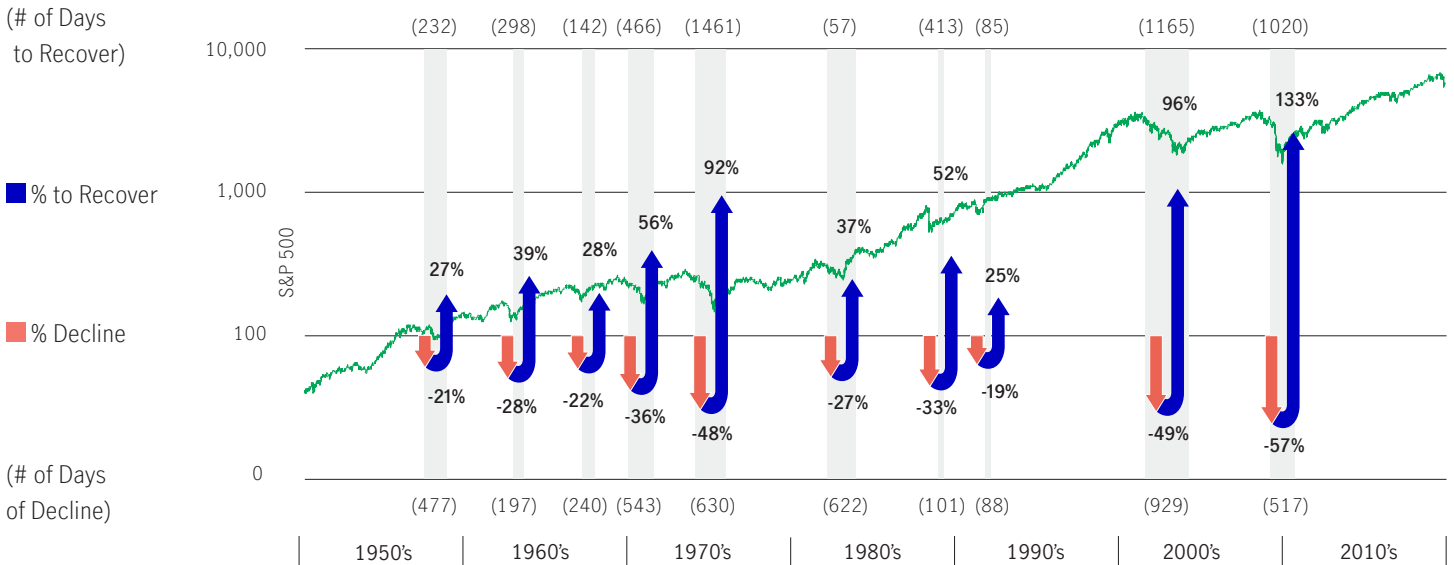 (# of Days
to Recover)
(232) (298) (142) (466) (1461) (57) (413) (85) (1165) (1020)
10,000
96% 133%
92%
52%
% to Recover
1,000
56% 37%
27% 39% 28% 25%
S&P 500
% Decline
100
-21% -28% -22% -36% -48% -27% -33% -19% -49% -57%
0
(# of Days
of Decline)
(477) (197) (240) (543) (630) (622) (101) (88) (929) (517)
1950's 1960's 1970's 1980's 1990's 2000's 2010's